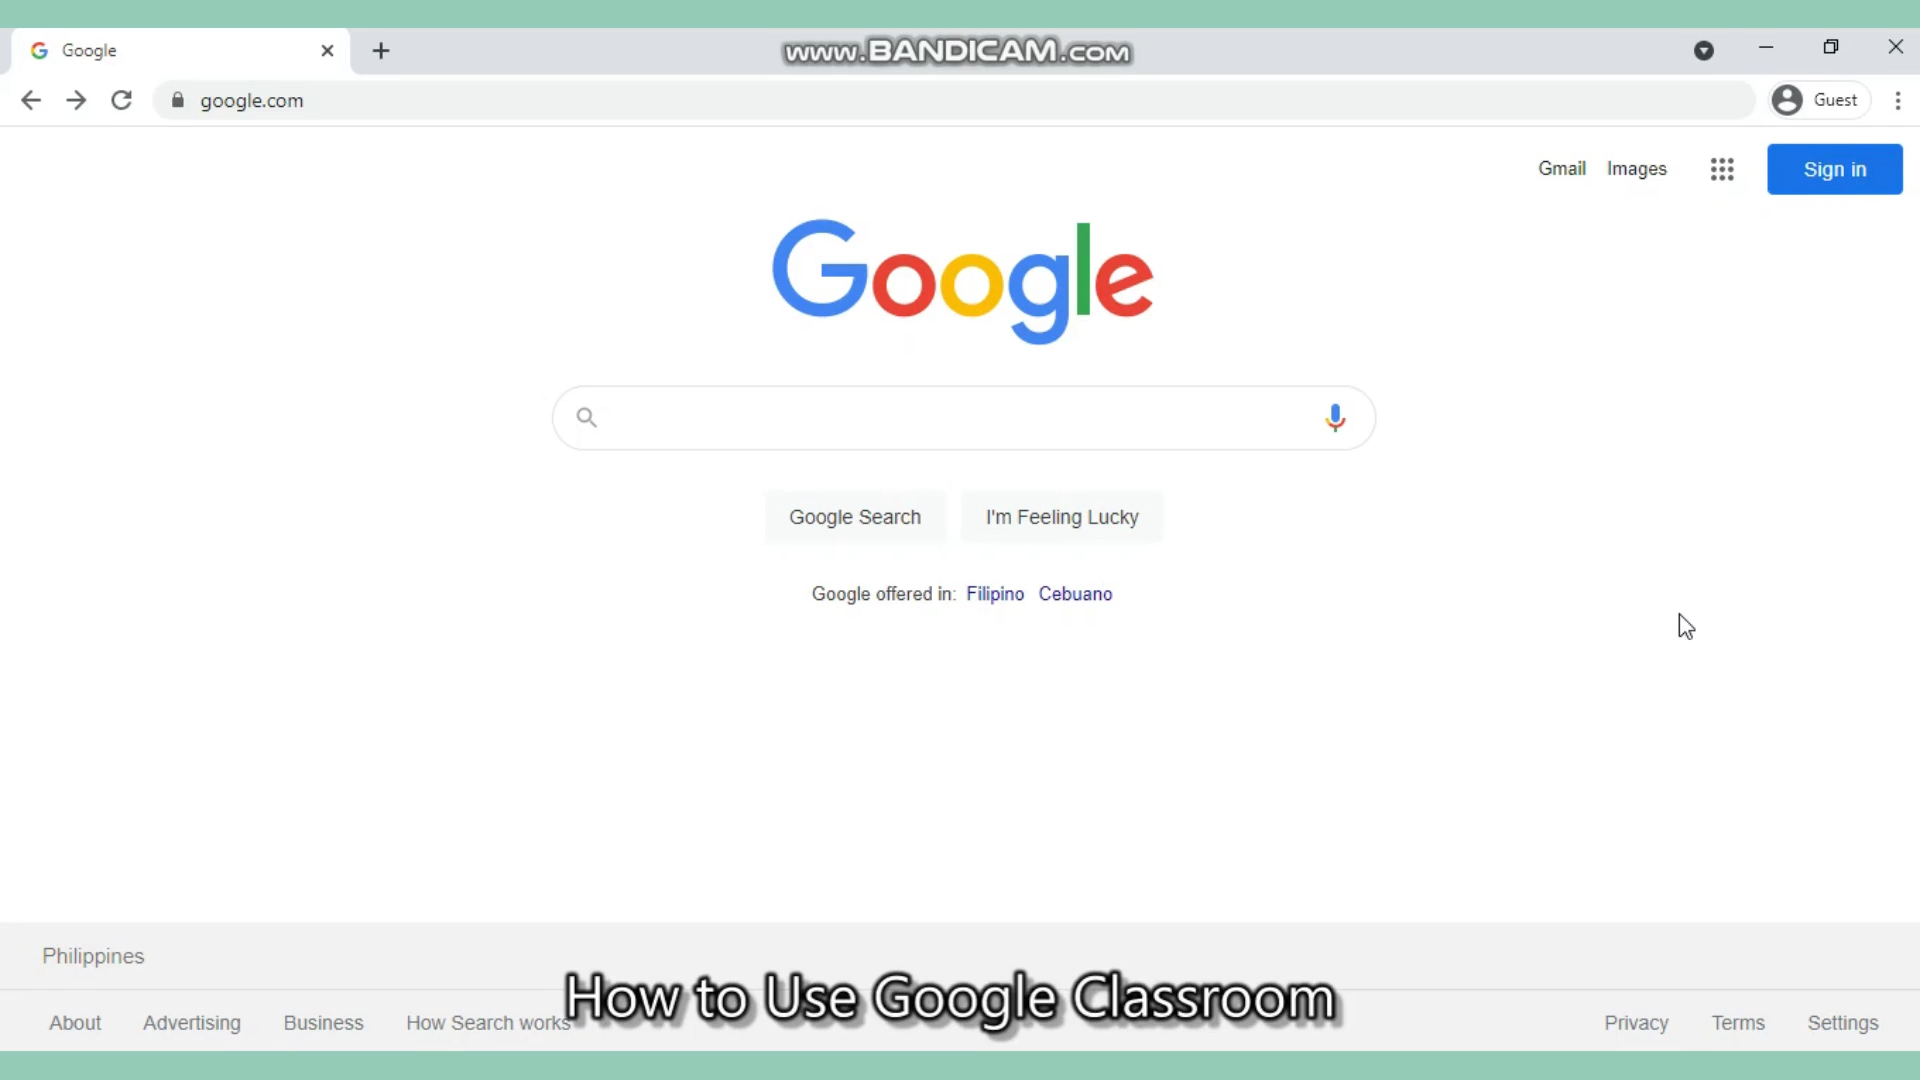 Google
www.BANDICAM.com
google.com
Guest
Gmail Images Sign in
Google
Google Search I'm Feeling Lucky
Google offered in: Filipino Cebuano
Philippines
How to Use Google Classroom
About Advertising Business How Search works Privacy Terms Settings